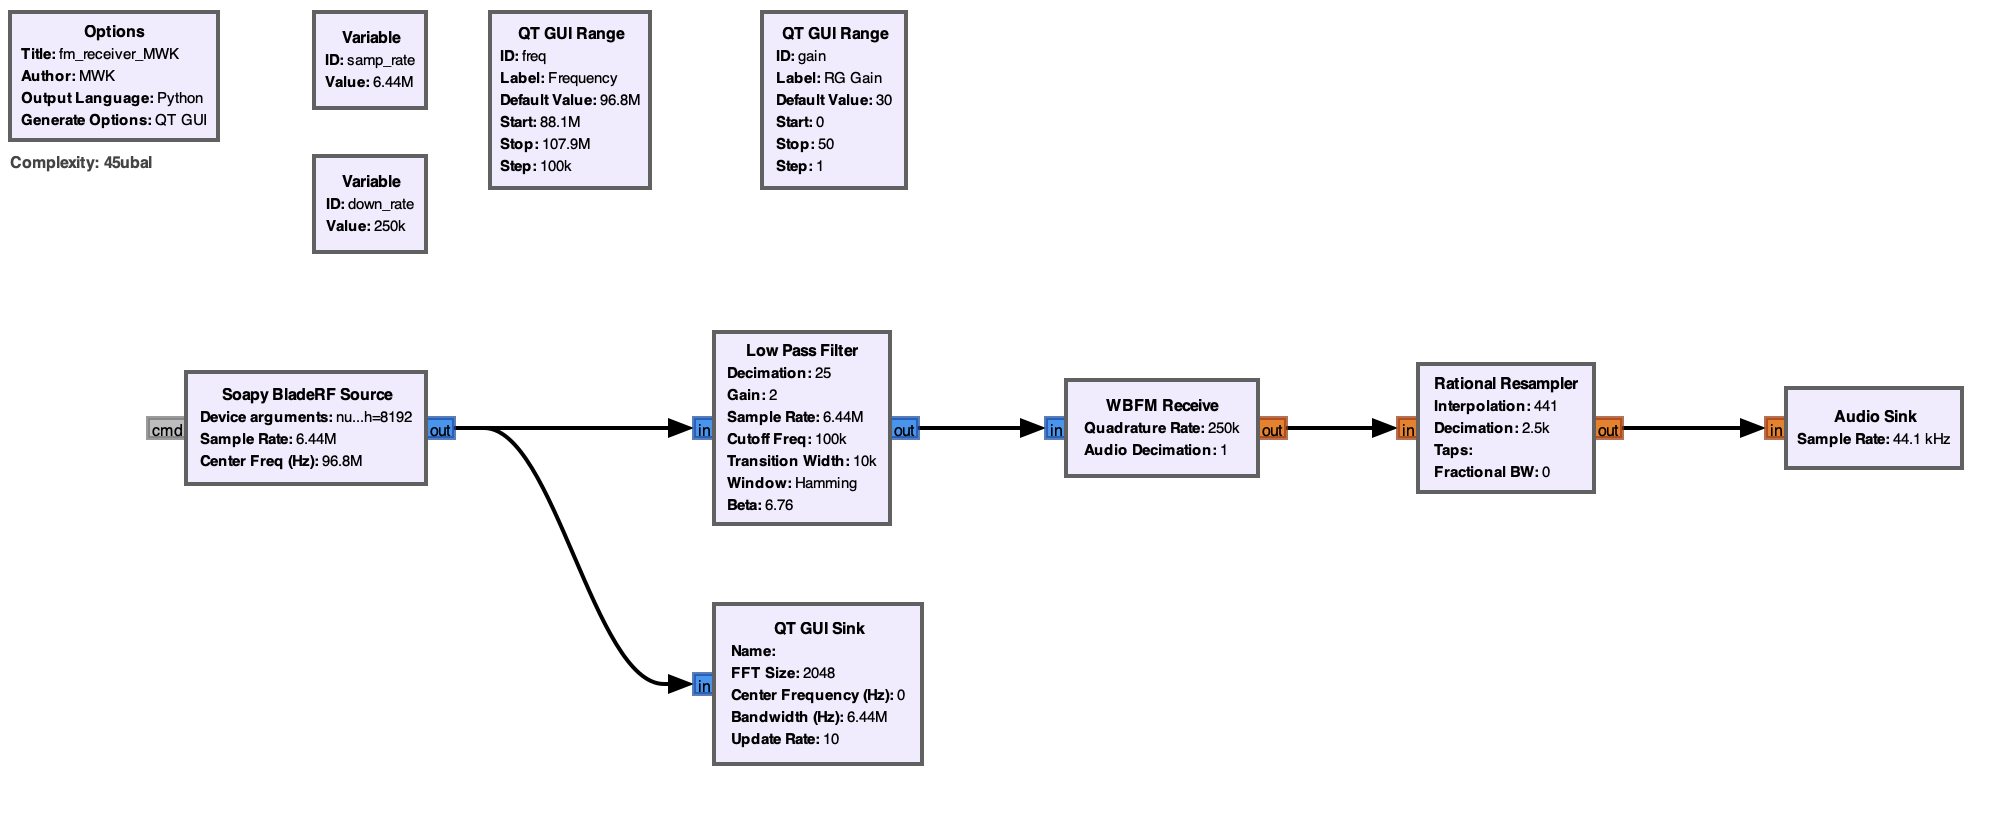 Options
Title: fm_receiver_MWK
Author: MWK
Output Language: Python
Generate Options: QT GUI
Complexity: 45ubal
Variable
ID: samp_rate
Value: 6.44M
Variable
ID: down_rate
Value: 250k
QT GUI Range
ID: freq
Label: Frequency
Default Value: 96.8M
Start: 88.1M
Stop: 107.9M
Step: 100k
QT GUI Range
ID: gain
Label: RG Gain
Default Value: 30
Start: 0
Stop: 50
Step: 1
cmd
Soapy BladeRF Source
Device arguments: nu...h=8192
Sample Rate: 6.44M
Center Freq (Hz): 96.8M
out
in
Low Pass Filter
Decimation: 25
Gain: 2
Sample Rate: 6.44M
Cutoff Freq: 100k
Transition Width: 10k
Window: Hamming
Beta: 6.76
out
in
WBFM Receive
Quadrature Rate: 250k
Audio Decimation: 1
out
in
Rational Resampler
Interpolation: 441
Decimation: 2.5k
Taps:
Fractional BW: 0
out
in
Audio Sink
Sample Rate: 44.1 kHz
in
QT GUI Sink
Name:
FFT Size: 2048
Center Frequency (Hz): 0
Bandwidth (Hz): 6.44M
Update Rate: 10